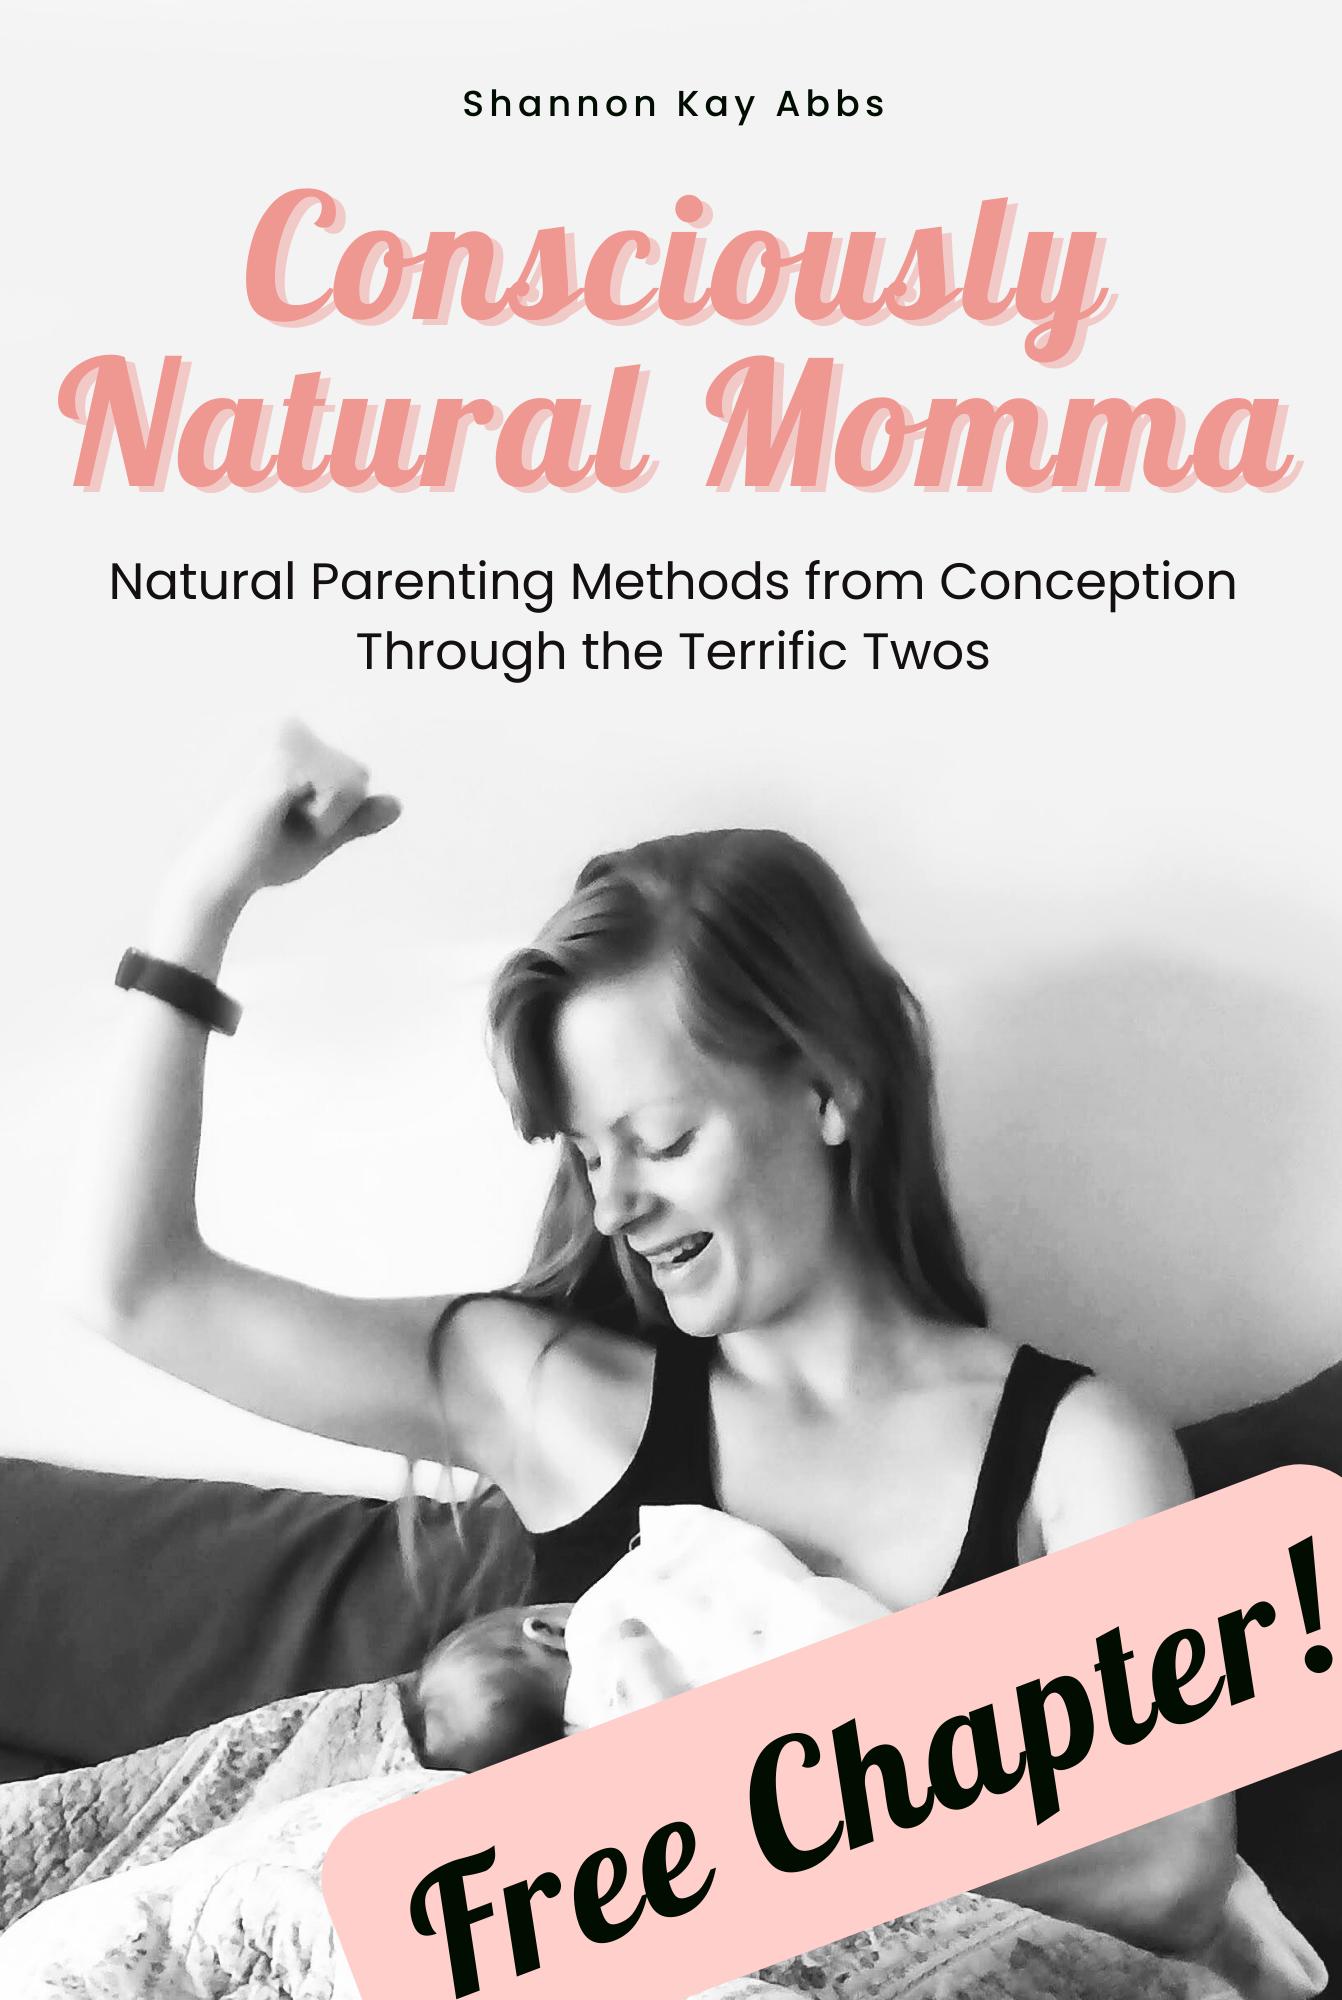 Shannon Kay Abbs
Consciously
Natural Momma
Natural Parenting Methods from Conception
Through the Terrific Twos
Free Chapter!